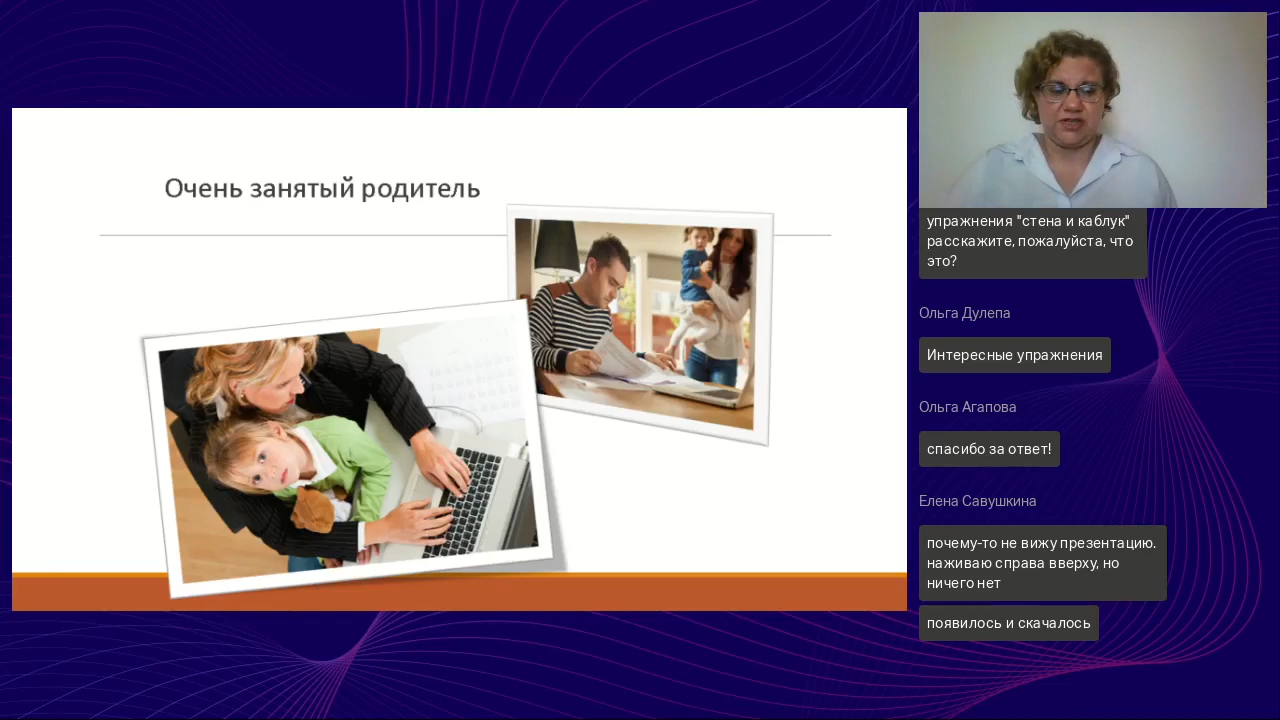 Очень занятый родитель
упражнения "стена и каблук"
расскажите, пожалуйста, что
это?
Ольга Дулепа
Интересные упражнения
Ольга Агапова
спасибо за ответ!
Елена Савушкина
почему-то не вижу презентацию.
наживаю справа вверху, но
ничего нет
появилось и скачалось